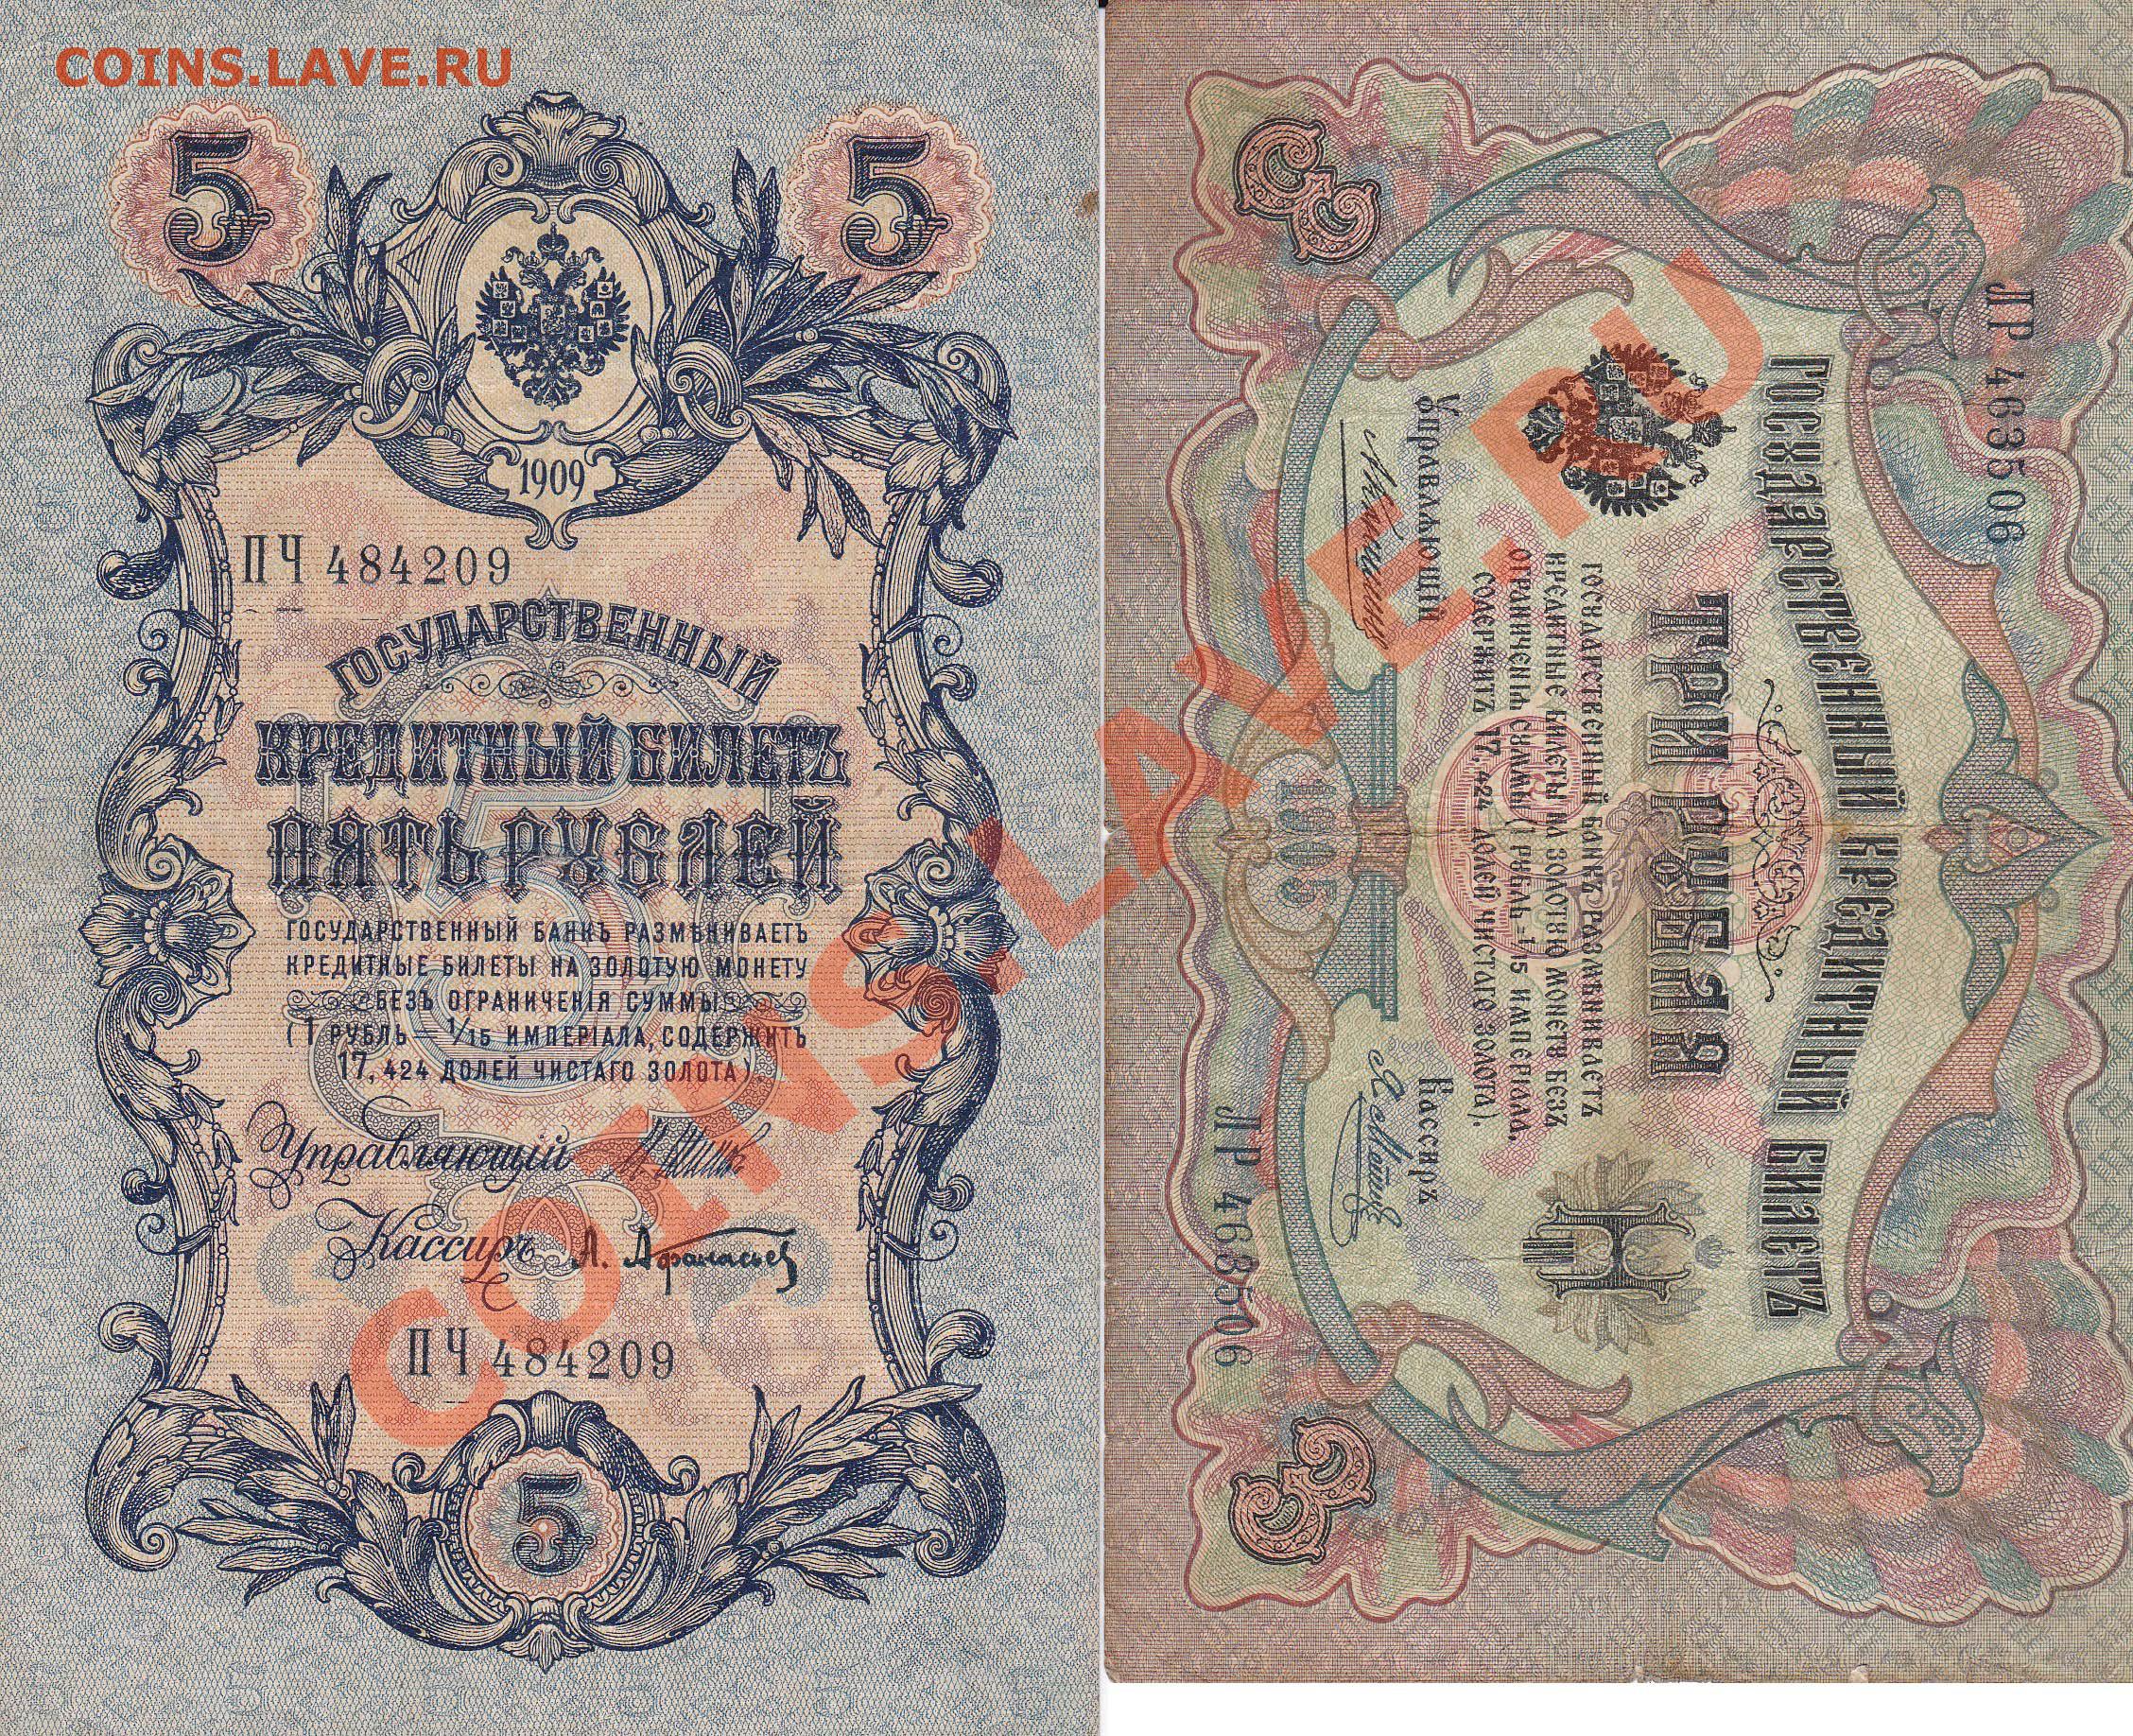 COINS.LAVE.RU
5 5
1909
ПЧ 484209
ГОСУДАРСТВЕННЫЙ
КРЕДИТНЫЙ БИЛЕТЪ
ПЯТЬ РУБЛЕЙ
ГОСУДАРСТВЕННЫЙ БАНКЪ РАЗМѢНИВАЕТЪ
КРЕДИТНЫЕ БИЛЕТЫ НА ЗОЛОТУЮ МОНЕТУ
БЕЗЪ ОГРАНИЧЕНІЯ СУММЫ
(1 РУБЛЬ = 1/15 ИМПЕРІАЛА, СОДЕРЖИТЪ
17,424 ДОЛЕЙ ЧИСТАГО ЗОЛОТА).
Управляющій
Кассиръ А. Афанасьев
ПЧ 484209
5
ЛР 463506
ГОСУДАРСТВЕННЫЙ КРЕДИТНЫЙ БИЛЕТЪ
ТРИ РУБЛЯ
ГОСУДАРСТВЕННЫЙ БАНКЪ РАЗМѢНИВАЕТЪ
КРЕДИТНЫЕ БИЛЕТЫ НА ЗОЛОТУЮ МОНЕТУ БЕЗЪ
ОГРАНИЧЕНІЯ СУММЫ (1 РУБЛЬ = 1/15 ИМПЕРІАЛА,
СОДЕРЖИТЪ 17,424 ДОЛЕЙ ЧИСТАГО ЗОЛОТА).
Управляющій Кассиръ
1905
3 3
ЛР 463506
COINS.LAVE.RU